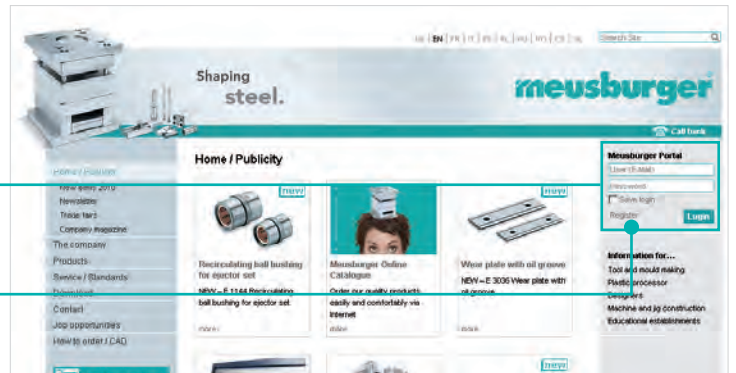 EN
Search Site
Shaping
steel.
meusburger
Call back
Home / Publicity
Meusburger Portal
User (E-Mail)
Password
Save login
Register
Login
Home / Publicity
New items 2010
Newsletter
Trade fairs
Company magazine
The company
Products
Service / Standards
Download
Contact
Job opportunities
How to order / CAD
new
Recirculating ball bushing
for ejector set
NEW – E 1144 Recirculating
ball bushing for ejector set
more
Meusburger Online
Catalogue
Order our quality products
easily and comfortably via
Internet
more
new
Wear plate with oil groove
NEW – E 3036 Wear plate with
oil groove
more
Information for...
Tool and mould making
Plastic processor
Designers
Machine and jig construction
Educational establishments
new